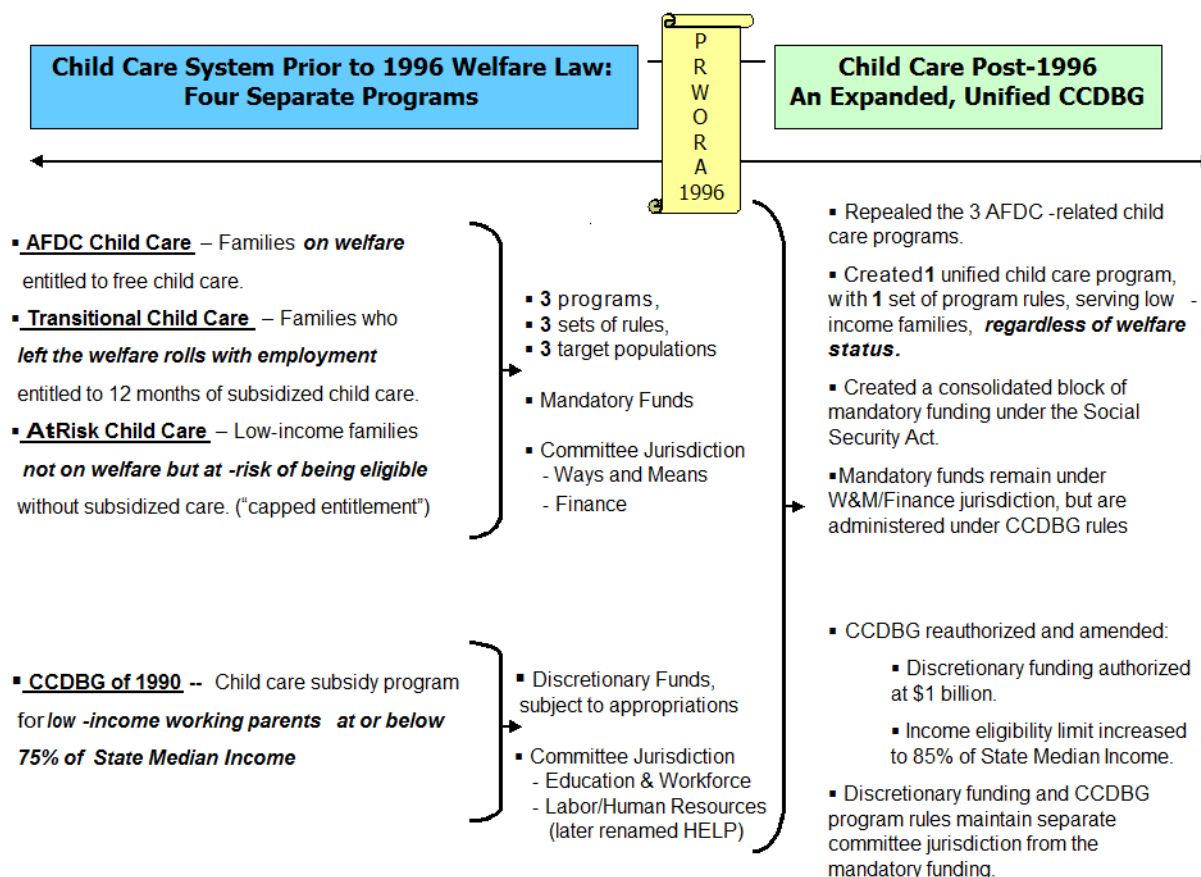 Child Care System Prior to 1996 Welfare Law:
Four Separate Programs
P
R
W
O
R
A
1996
Child Care Post-1996
An Expanded, Unified CCDBG
▪ AFDC Child Care – Families on welfare
entitled to free child care.
▪ Transitional Child Care – Families who
left the welfare rolls with employment
entitled to 12 months of subsidized child care.
▪ AtRisk Child Care – Low-income families
not on welfare but at -risk of being eligible
without subsidized care. (“capped entitlement”)
▪ 3 programs,
▪ 3 sets of rules,
▪ 3 target populations
▪ Mandatory Funds
▪ Committee Jurisdiction
- Ways and Means
- Finance
▪ CCDBG of 1990 -- Child care subsidy program
for low -income working parents at or below
75% of State Median Income
▪ Discretionary Funds,
subject to appropriations
▪ Committee Jurisdiction
- Education & Workforce
- Labor/Human Resources
(later renamed HELP)
▪ Repealed the 3 AFDC -related child
care programs.
▪ Created 1 unified child care program,
with 1 set of program rules, serving low -
income families, regardless of welfare
status.
▪ Created a consolidated block of
mandatory funding under the Social
Security Act.
▪Mandatory funds remain under
W&M/Finance jurisdiction, but are
administered under CCDBG rules
▪ CCDBG reauthorized and amended:
▪ Discretionary funding authorized
at $1 billion.
▪ Income eligibility limit increased
to 85% of State Median Income.
▪ Discretionary funding and CCDBG
program rules maintain separate
committee jurisdiction from the
mandatory funding.